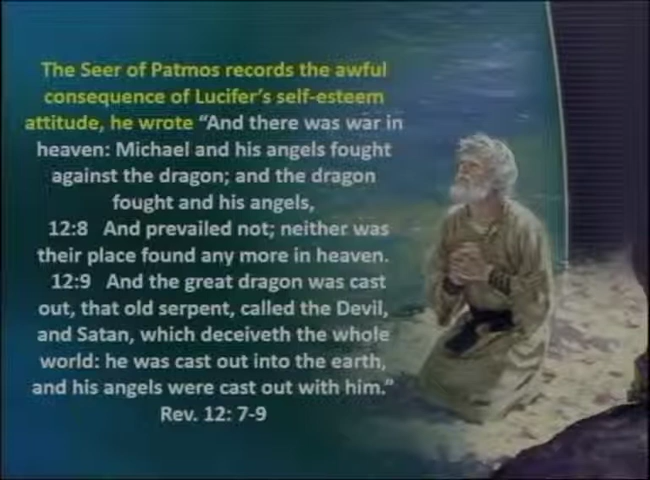 The Seer of Patmos records the awful
consequence of Lucifer's self-esteem
attitude, he wrote “And there was war in
heaven: Michael and his angels fought
against the dragon; and the dragon
fought and his angels,
12:8 And prevailed not; neither was
their place found any more in heaven.
12:9 And the great dragon was cast
out, that old serpent, called the Devil,
and Satan, which deceiveth the whole
world: he was cast out into the earth,
and his angels were cast out with him.”
Rev. 12: 7-9